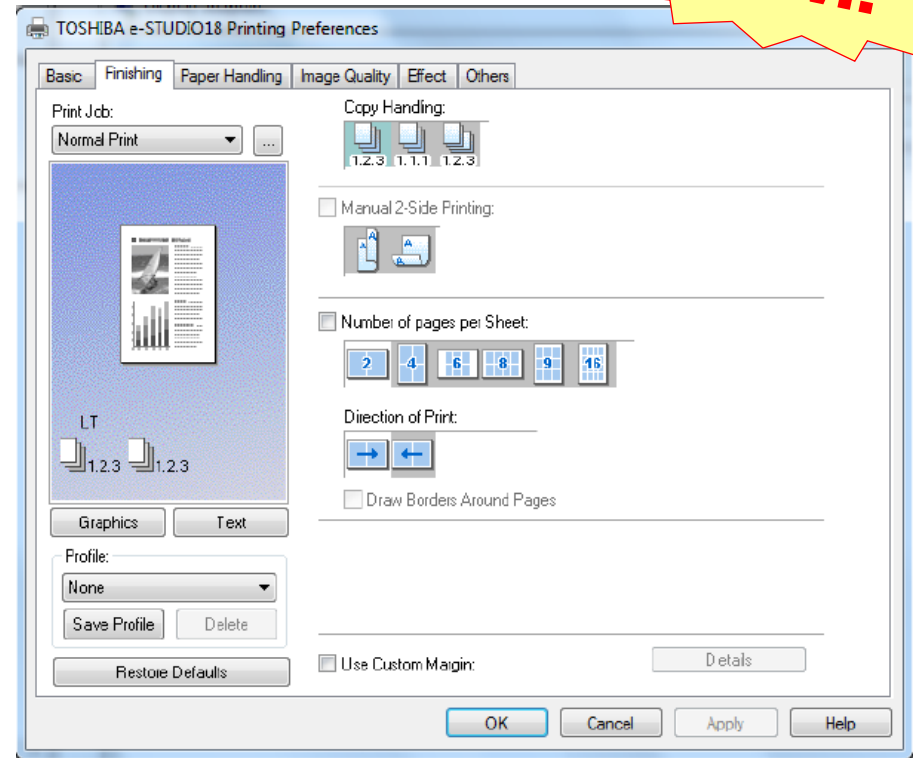 TOSHIBA e-STUDIO18 Printing Preferences
Basic Finishing Paper Handling Image Quality Effect Others
Print Job:
Normal Print ...
LT
1.2.3 1.2.3
Graphics Text
Profile:
None
Save Profile Delete
Restore Defaults
Copy Handling:
1.2.3 1.1.1 1.2.3
Manual 2-Side Printing:
A A A A
Number of pages per Sheet:
2 4 6 8 9 16
Direction of Print:
Draw Borders Around Pages
Use Custom Margin: Details
OK Cancel Apply Help